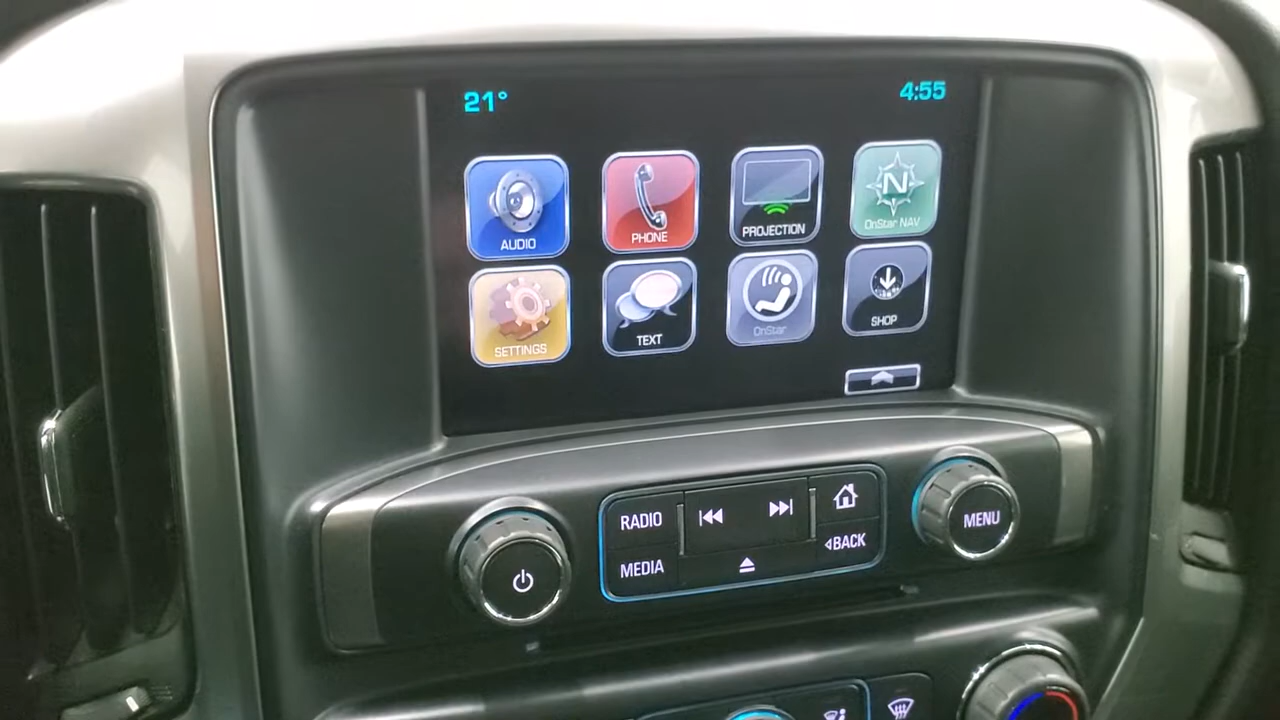 21°
4:55
AUDIO
PHONE
PROJECTION
N
OnStar NAV
SETTINGS
TEXT
OnStar
SHOP
RADIO
MEDIA
BACK
MENU